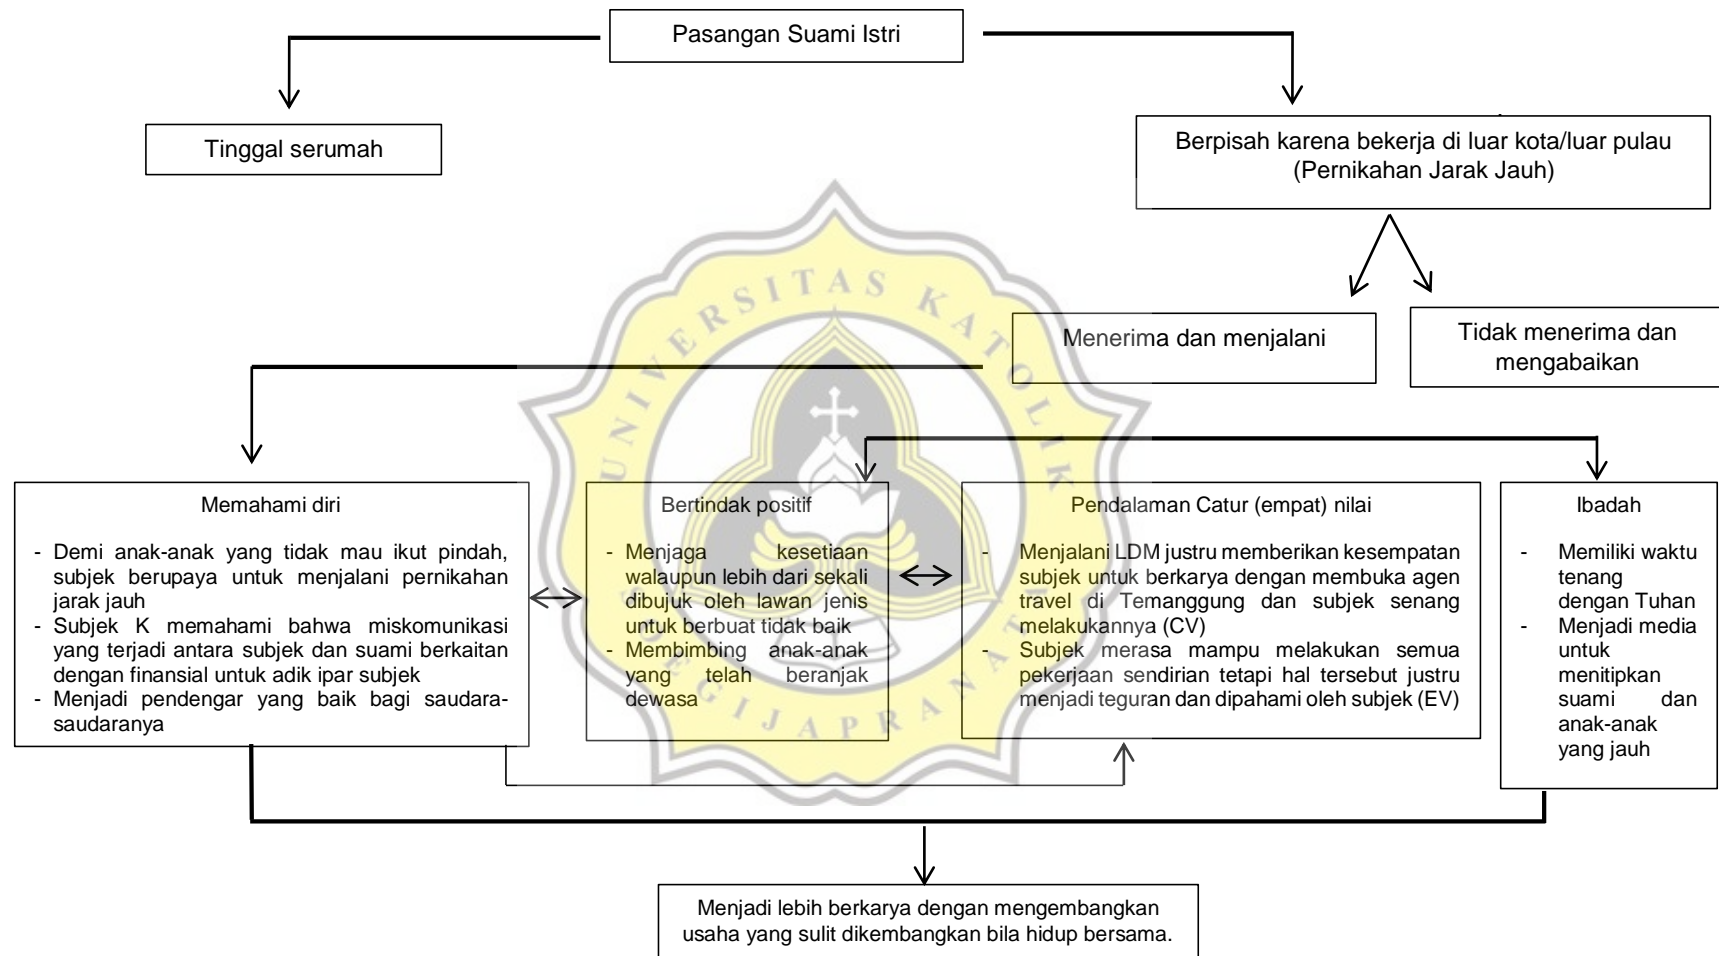 Pasangan Suami Istri
Tinggal serumah
Berpisah karena bekerja di luar kota/luar pulau
(Pernikahan Jarak Jauh)
Menerima dan menjalani
Tidak menerima dan
mengabaikan
Memahami diri
- Demi anak-anak yang tidak mau ikut pindah,
subjek berupaya untuk menjalani pernikahan
jarak jauh
- Subjek K memahami bahwa miskomunikasi
yang terjadi antara subjek dan suami berkaitan
dengan finansial untuk adik ipar subjek
- Menjadi pendengar yang baik bagi saudara-
saudaranya
Bertindak positif
- Menjaga kesetiaan
walaupun lebih dari sekali
dibujuk oleh lawan jenis
untuk berbuat tidak baik
- Membimbing anak-anak
yang telah beranjak
dewasa
Pendalaman Catur (empat) nilai
- Menjalani LDM justru memberikan kesempatan
subjek untuk berkarya dengan membuka agen
travel di Temanggung dan subjek senang
melakukannya (CV)
- Subjek merasa mampu melakukan semua
pekerjaan sendirian tetapi hal tersebut justru
menjadi teguran dan dipahami oleh subjek (EV)
Ibadah
- Memiliki waktu
tenang
dengan Tuhan
- Menjadi media
untuk
menitipkan
suami dan
anak-anak
yang jauh
Menjadi lebih berkarya dengan mengembangkan
usaha yang sulit dikembangkan bila hidup bersama.
UNIVERSITAS KATOLIK
SOEGIJAPRANATA